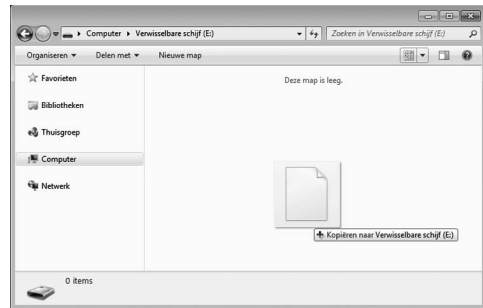 Computer ▸ Verwisselbare schijf (E:)
Zoeken in Verwisselbare schijf (E:)
Organiseren Delen met Nieuwe map
Favorieten
Deze map is leeg.
Bibliotheken
Thuisgroep
Computer
Netwerk
Kopiëren naar Verwisselbare schijf (E:)
0 items